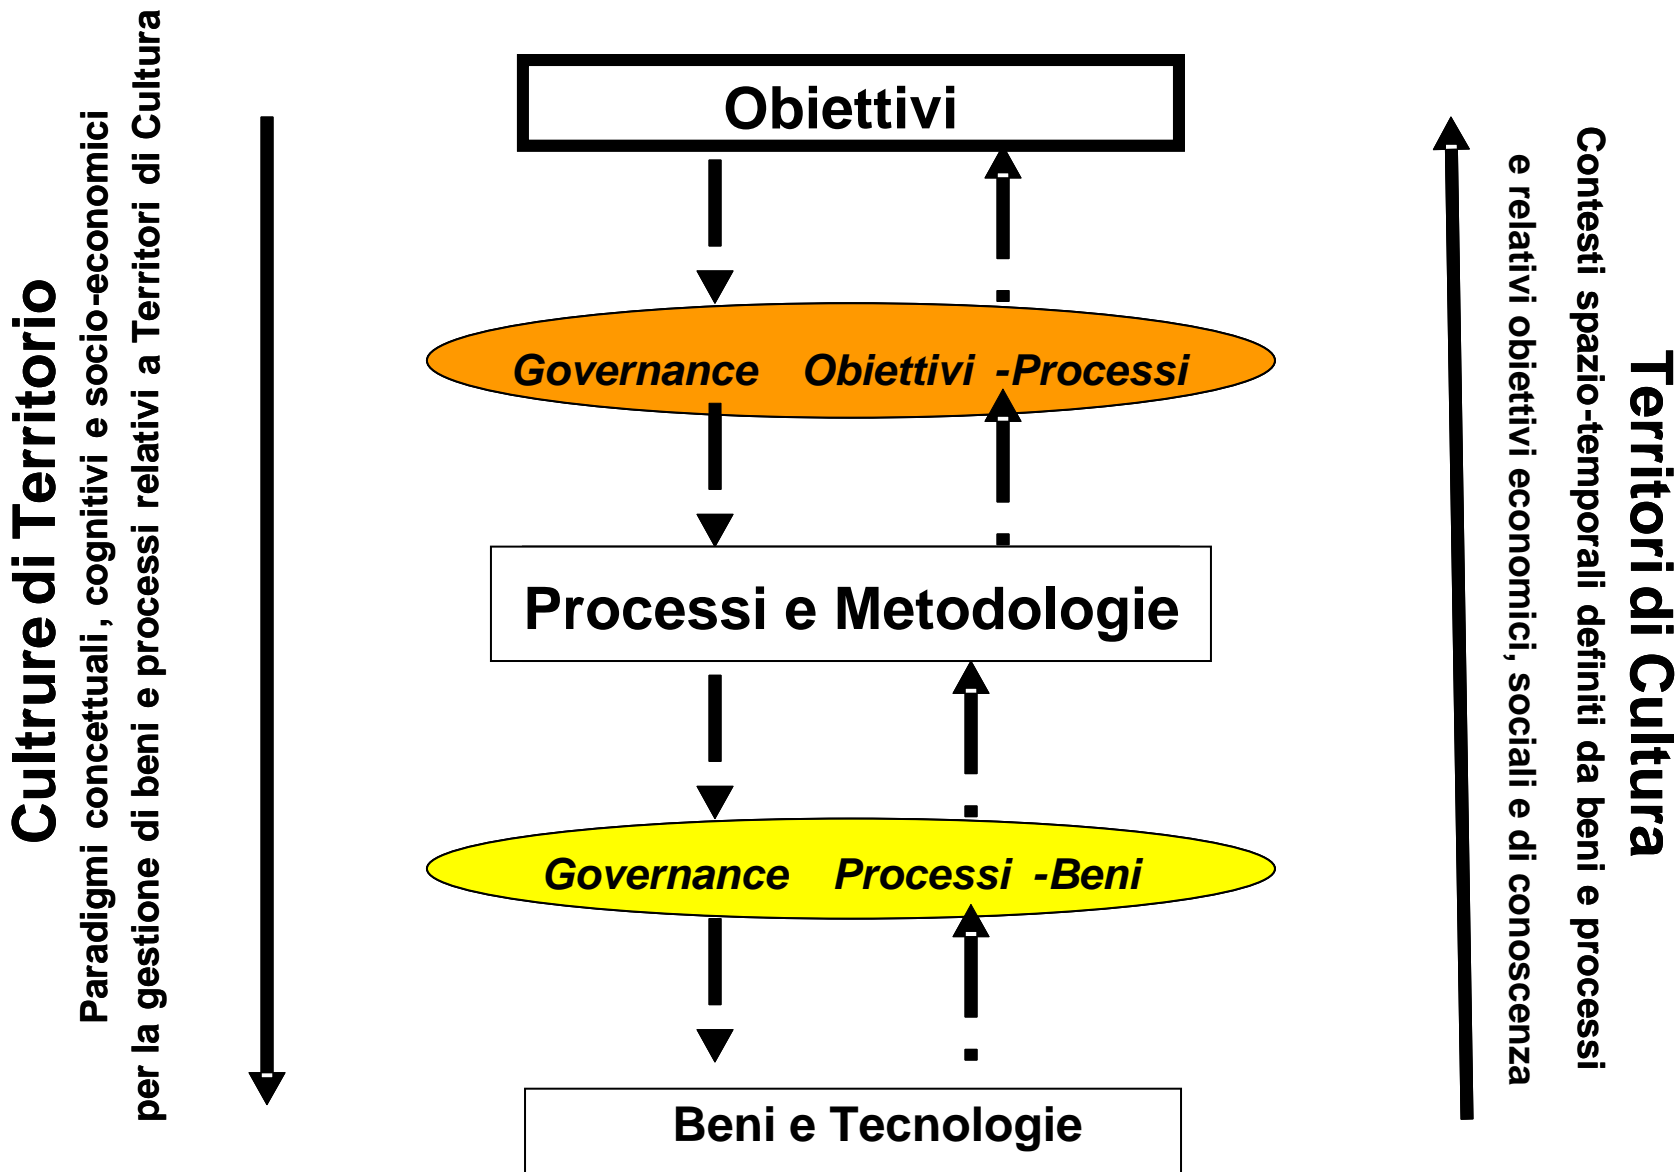 Cultrure di Territorio
Paradigmi concettuali, cognitivi e socio-economici
per la gestione di beni e processi relativi a Territori di Cultura
Obiettivi
Governance Obiettivi -Processi
Processi e Metodologie
Governance Processi -Beni
Beni e Tecnologie
Territori di Cultura
Contesti spazio-temporali definiti da beni e processi
e relativi obiettivi economici, sociali e di conoscenza